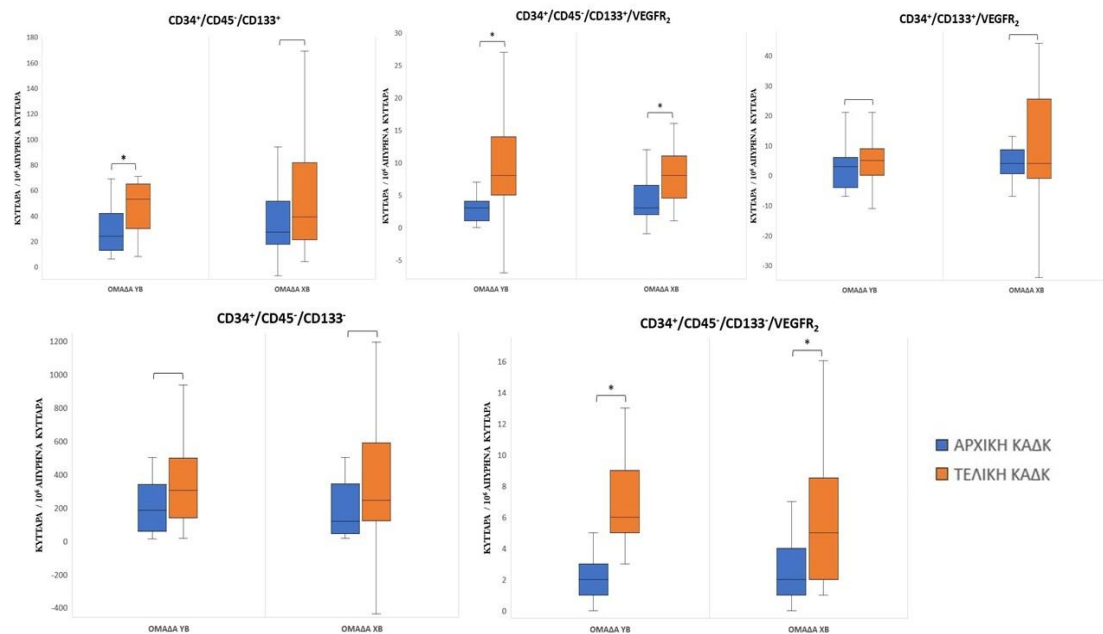 CD34⁺/CD45⁻/CD133⁺
ΚΥΤΤΑΡΑ / 10⁶ ΑΠΥΡΗΝΑ ΚΥΤΤΑΡΑ
180
160
140
120
100
80
60
40
20
0
*
ΟΜΑΔΑ ΥΒ
ΟΜΑΔΑ ΧΒ
CD34⁺/CD45⁻/CD133⁺/VEGFR₂
ΚΥΤΤΑΡΑ / 10⁶ ΑΠΥΡΗΝΑ ΚΥΤΤΑΡΑ
30
25
20
15
10
5
0
-5
*
*
ΟΜΑΔΑ ΥΒ
ΟΜΑΔΑ ΧΒ
CD34⁺/CD133⁺/VEGFR₂
ΚΥΤΤΑΡΑ / 10⁶ ΑΠΥΡΗΝΑ ΚΥΤΤΑΡΑ
40
30
20
10
0
-10
-20
-30
ΟΜΑΔΑ ΥΒ
ΟΜΑΔΑ ΧΒ
CD34⁺/CD45⁻/CD133⁻
ΚΥΤΤΑΡΑ / 10⁶ ΑΠΥΡΗΝΑ ΚΥΤΤΑΡΑ
1200
1000
800
600
400
200
0
-200
-400
ΟΜΑΔΑ ΥΒ
ΟΜΑΔΑ ΧΒ
CD34⁺/CD45⁻/CD133⁻/VEGFR₂
ΚΥΤΤΑΡΑ / 10⁶ ΑΠΥΡΗΝΑ ΚΥΤΤΑΡΑ
16
14
12
10
8
6
4
2
0
*
*
ΟΜΑΔΑ ΥΒ
ΟΜΑΔΑ ΧΒ
ΑΡΧΙΚΗ ΚΑΔΚ
ΤΕΛΙΚΗ ΚΑΔΚ